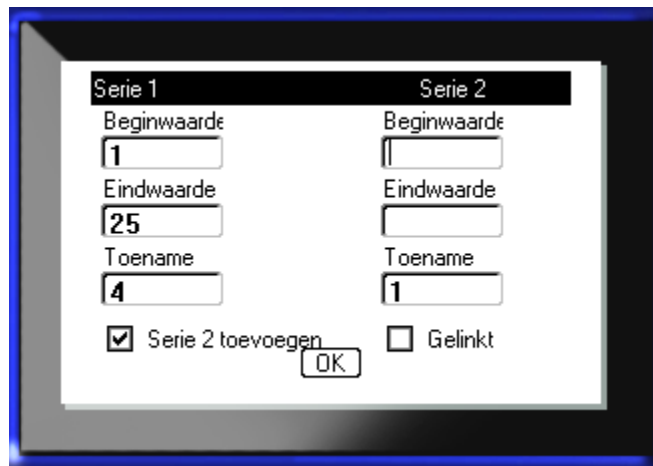 Serie 1 Serie 2
Beginwaarde Beginwaarde
1
Eindwaarde Eindwaarde
25
Toename Toename
4 1
Serie 2 toevoegen Gelinkt
OK